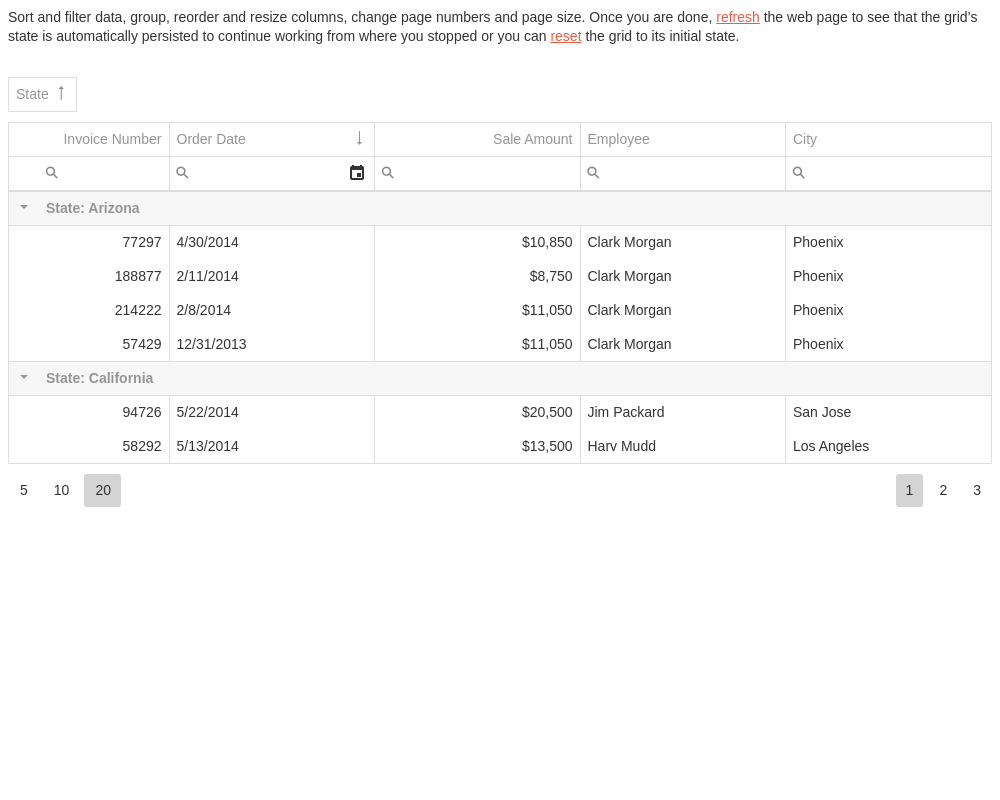 Sort and filter data, group, reorder and resize columns, change page numbers and page size. Once you are done, refresh the web page to see that the grid’s
state is automatically persisted to continue working from where you stopped or you can reset the grid to its initial state.
State
Invoice Number Order Date Sale Amount Employee City
State: Arizona
77297 4/30/2014 $10,850 Clark Morgan Phoenix
188877 2/11/2014 $8,750 Clark Morgan Phoenix
214222 2/8/2014 $11,050 Clark Morgan Phoenix
57429 12/31/2013 $11,050 Clark Morgan Phoenix
State: California
94726 5/22/2014 $20,500 Jim Packard San Jose
58292 5/13/2014 $13,500 Harv Mudd Los Angeles
5 10 20 1 2 3